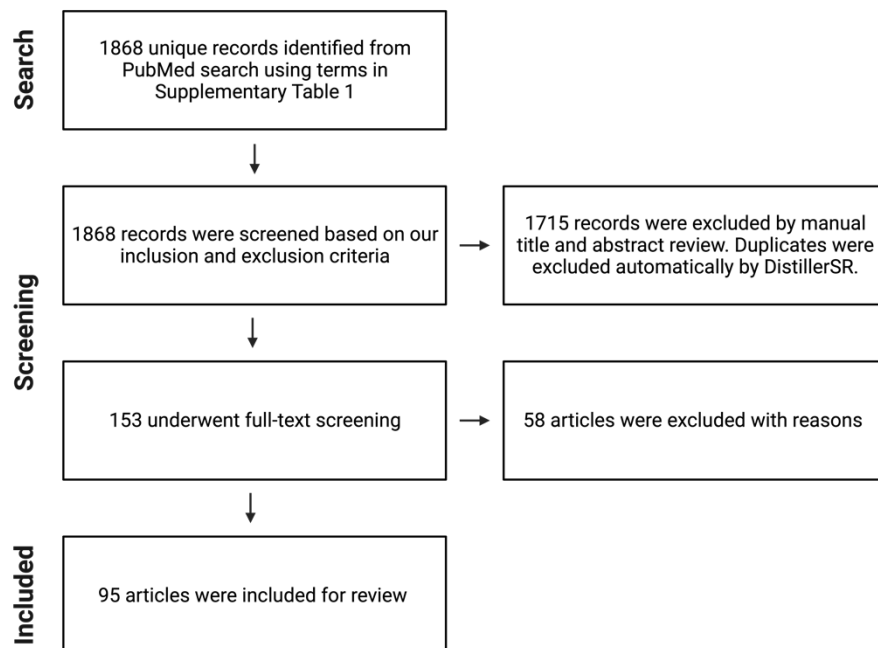 Search
1868 unique records identified from
PubMed search using terms in
Supplementary Table 1
Screening
1868 records were screened based on our
inclusion and exclusion criteria
1715 records were excluded by manual
title and abstract review. Duplicates were
excluded automatically by DistillerSR.
153 underwent full-text screening
58 articles were excluded with reasons
Included
95 articles were included for review